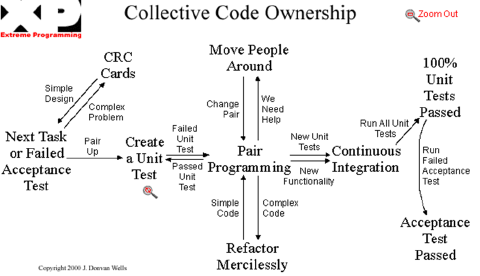 XP
Extreme Programming
Collective Code Ownership
Zoom Out
CRC
Cards
Move People
Around
100%
Unit
Tests
Passed
Simple
Design
Complex
Problem
Change
Pair
We
Need
Help
Run All Unit
Tests
Next Task
or Failed
Acceptance
Test
Pair
Up
Create
a Unit
Test
Failed
Unit
Test
Passed
Unit
Test
Pair
Programming
New Unit
Tests
New
Functionality
Continuous
Integration
Run
Failed
Acceptance
Test
Simple
Code
Complex
Code
Acceptance
Test
Passed
Refactor
Mercilessly
Copyright 2000 J. Donvan Wells